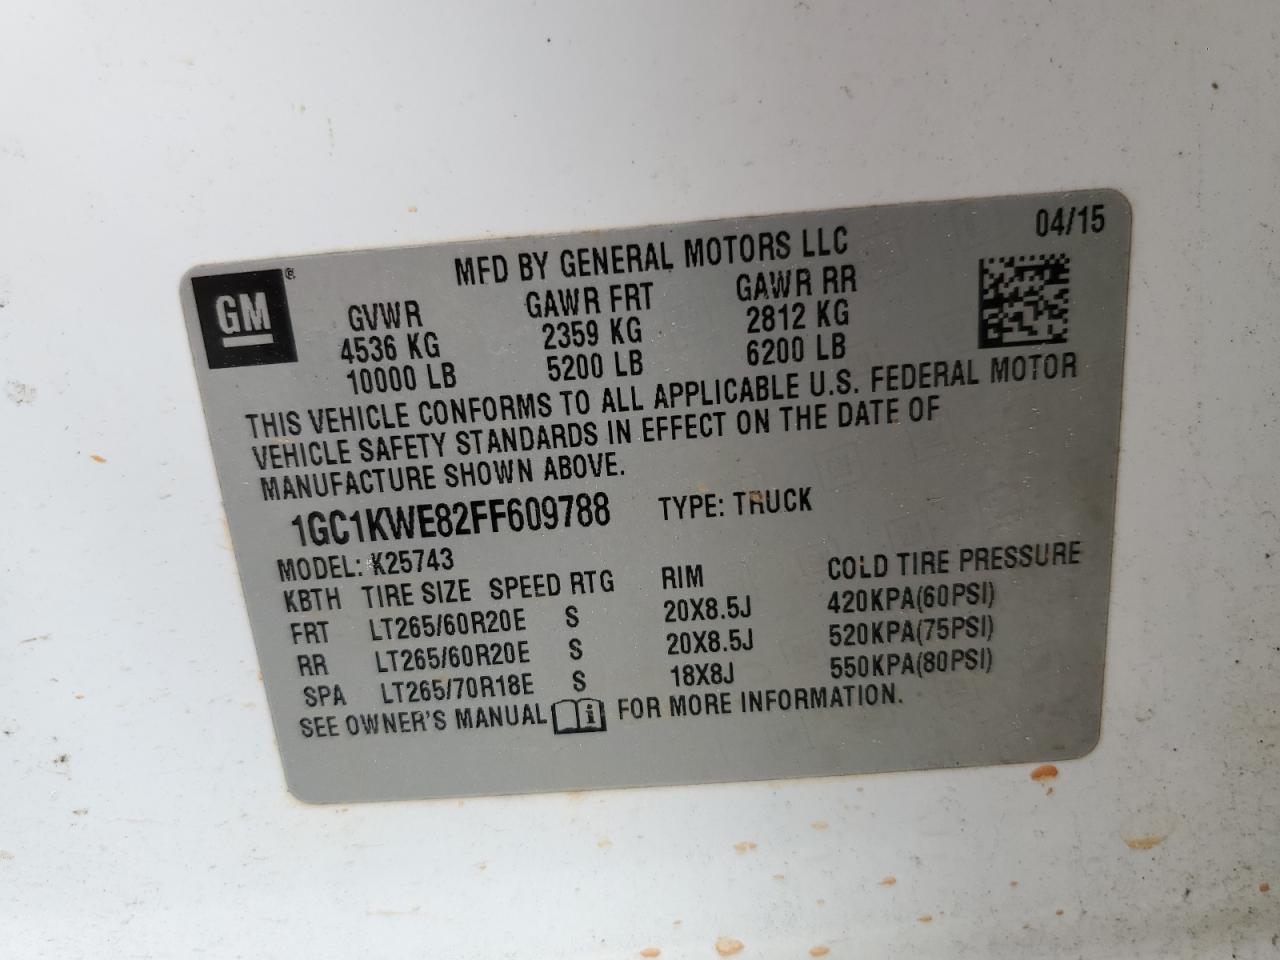 MFD BY GENERAL MOTORS LLC 04/15
GM ®
GVWR GAWR FRT GAWR RR
4536 KG 2359 KG 2812 KG
10000 LB 5200 LB 6200 LB
THIS VEHICLE CONFORMS TO ALL APPLICABLE U.S. FEDERAL MOTOR
VEHICLE SAFETY STANDARDS IN EFFECT ON THE DATE OF
MANUFACTURE SHOWN ABOVE.
1GC1KWE82FF609788 TYPE: TRUCK
MODEL: K25743
KBTH TIRE SIZE SPEED RTG RIM COLD TIRE PRESSURE
FRT LT265/60R20E S 20X8.5J 420KPA(60PSI)
RR LT265/60R20E S 20X8.5J 520KPA(75PSI)
SPA LT265/70R18E S 18X8J 550KPA(80PSI)
SEE OWNER'S MANUAL i FOR MORE INFORMATION.